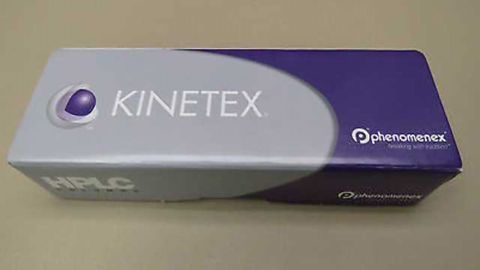 KINETEX
phenomenex
breaking with tradition
HPLC
phenomenex